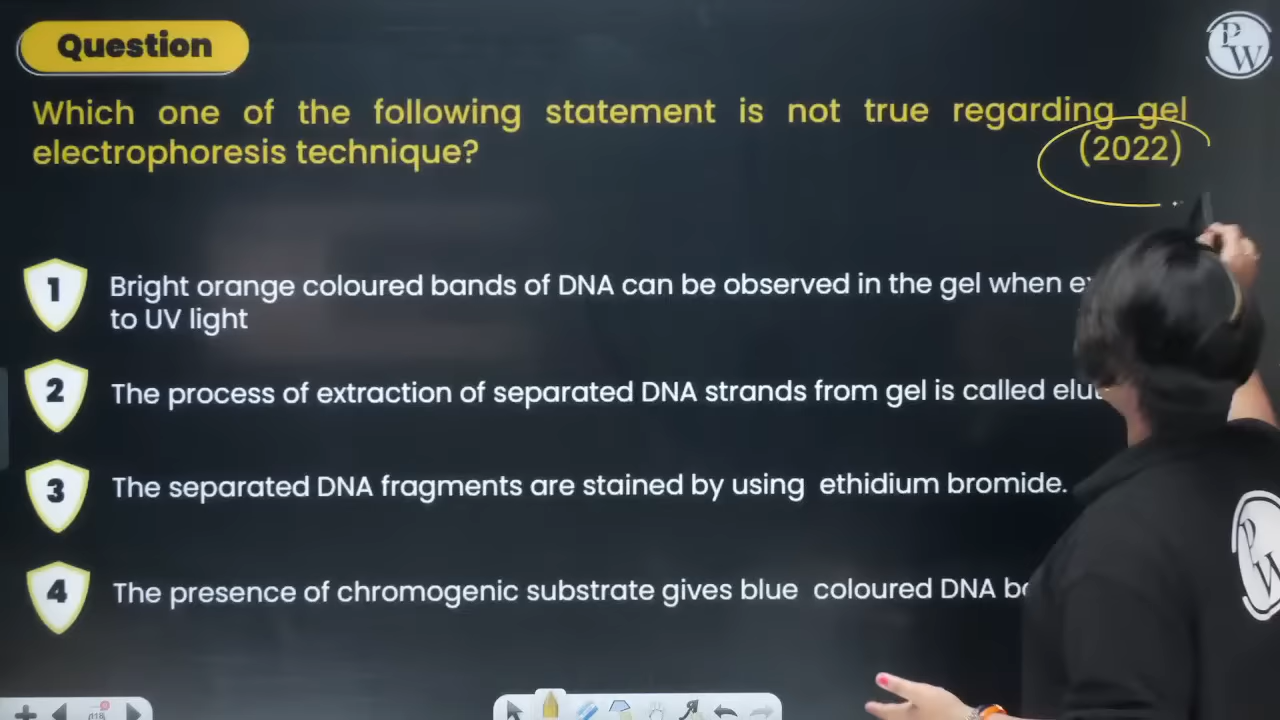 Question
P
W
Which one of the following statement is not true regarding gel
electrophoresis technique?
(2022)
1
Bright orange coloured bands of DNA can be observed in the gel when
to UV light
2
The process of extraction of separated DNA strands from gel is called
3
The separated DNA fragments are stained by using ethidium bromide.
4
The presence of chromogenic substrate gives blue coloured DNA
P
W